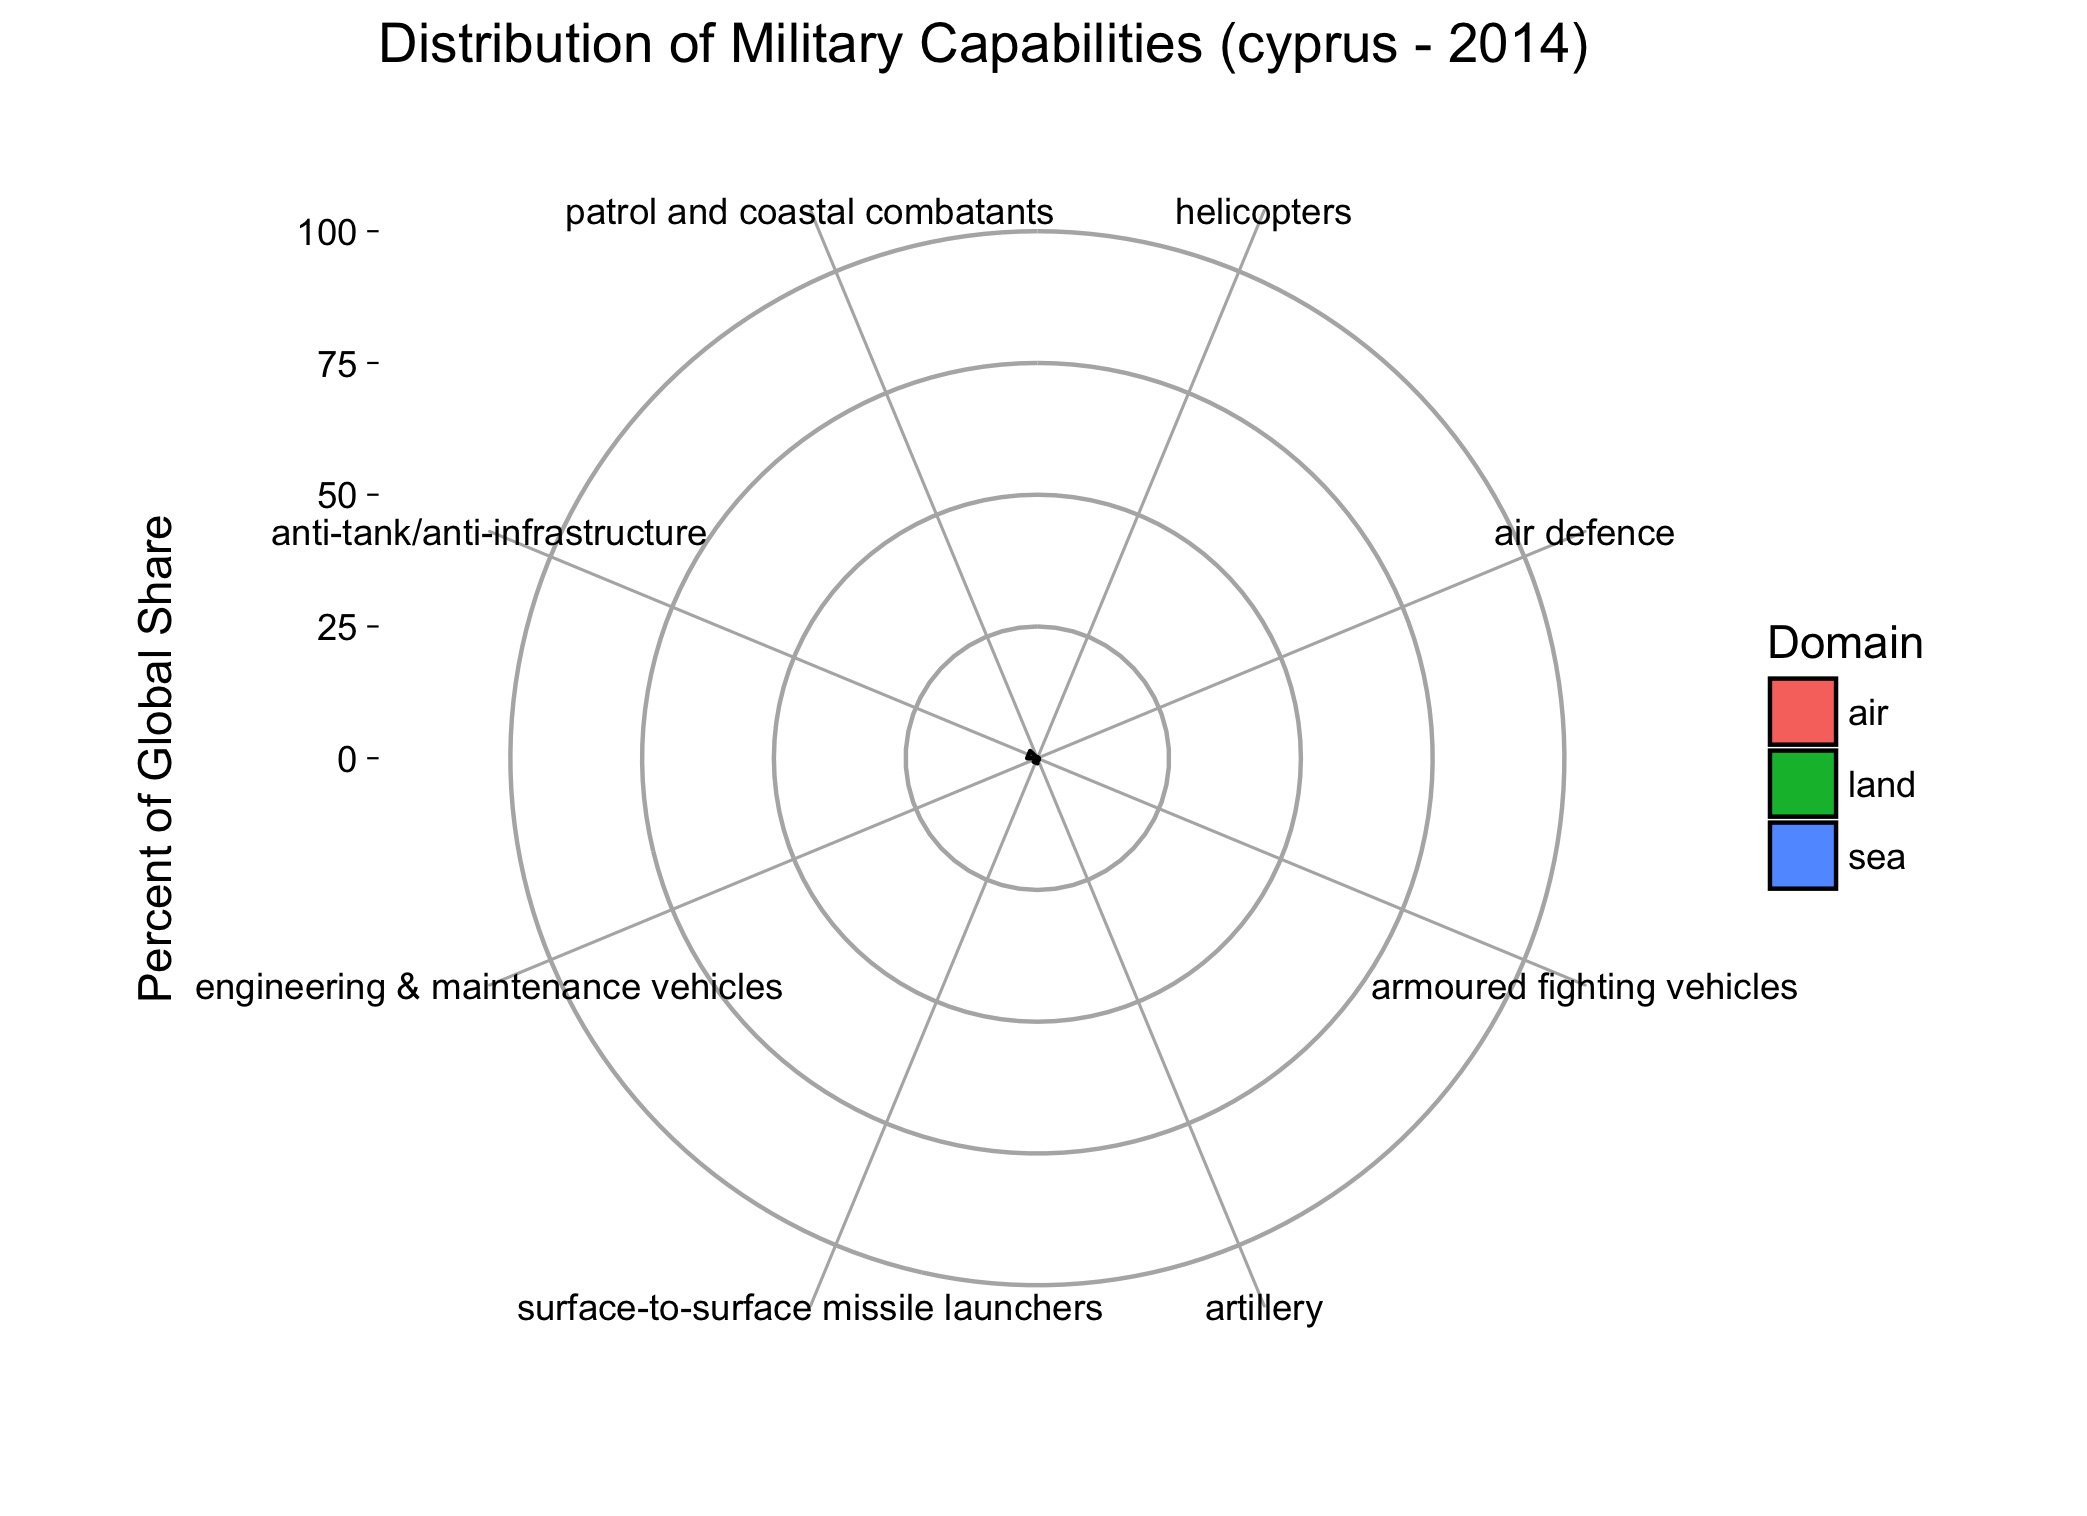 Distribution of Military Capabilities (cyprus - 2014)
patrol and coastal combatants
helicopters
100
75
50
anti-tank/anti-infrastructure
air defence
25
0
Percent of Global Share
Domain
air
land
sea
engineering & maintenance vehicles
armoured fighting vehicles
surface-to-surface missile launchers
artillery